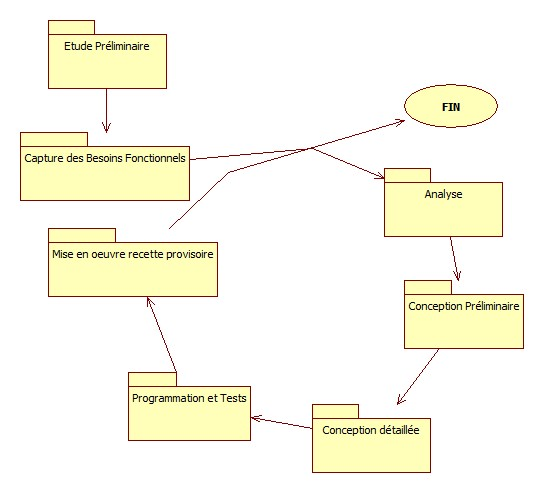 Etude Préliminaire
FIN
Capture des Besoins Fonctionnels
Analyse
Mise en oeuvre recette provisoire
Conception Préliminaire
Programmation et Tests
Conception détaillée